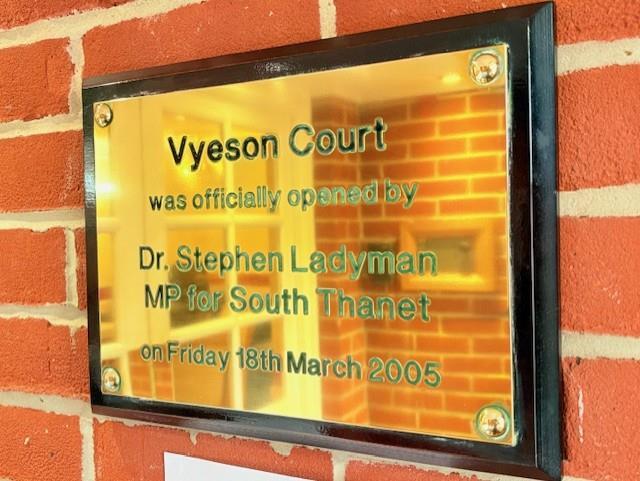 Vyeson Court
was officially opened by
Dr. Stephen Ladyman
MP for South Thanet
on Friday 18th March 2005